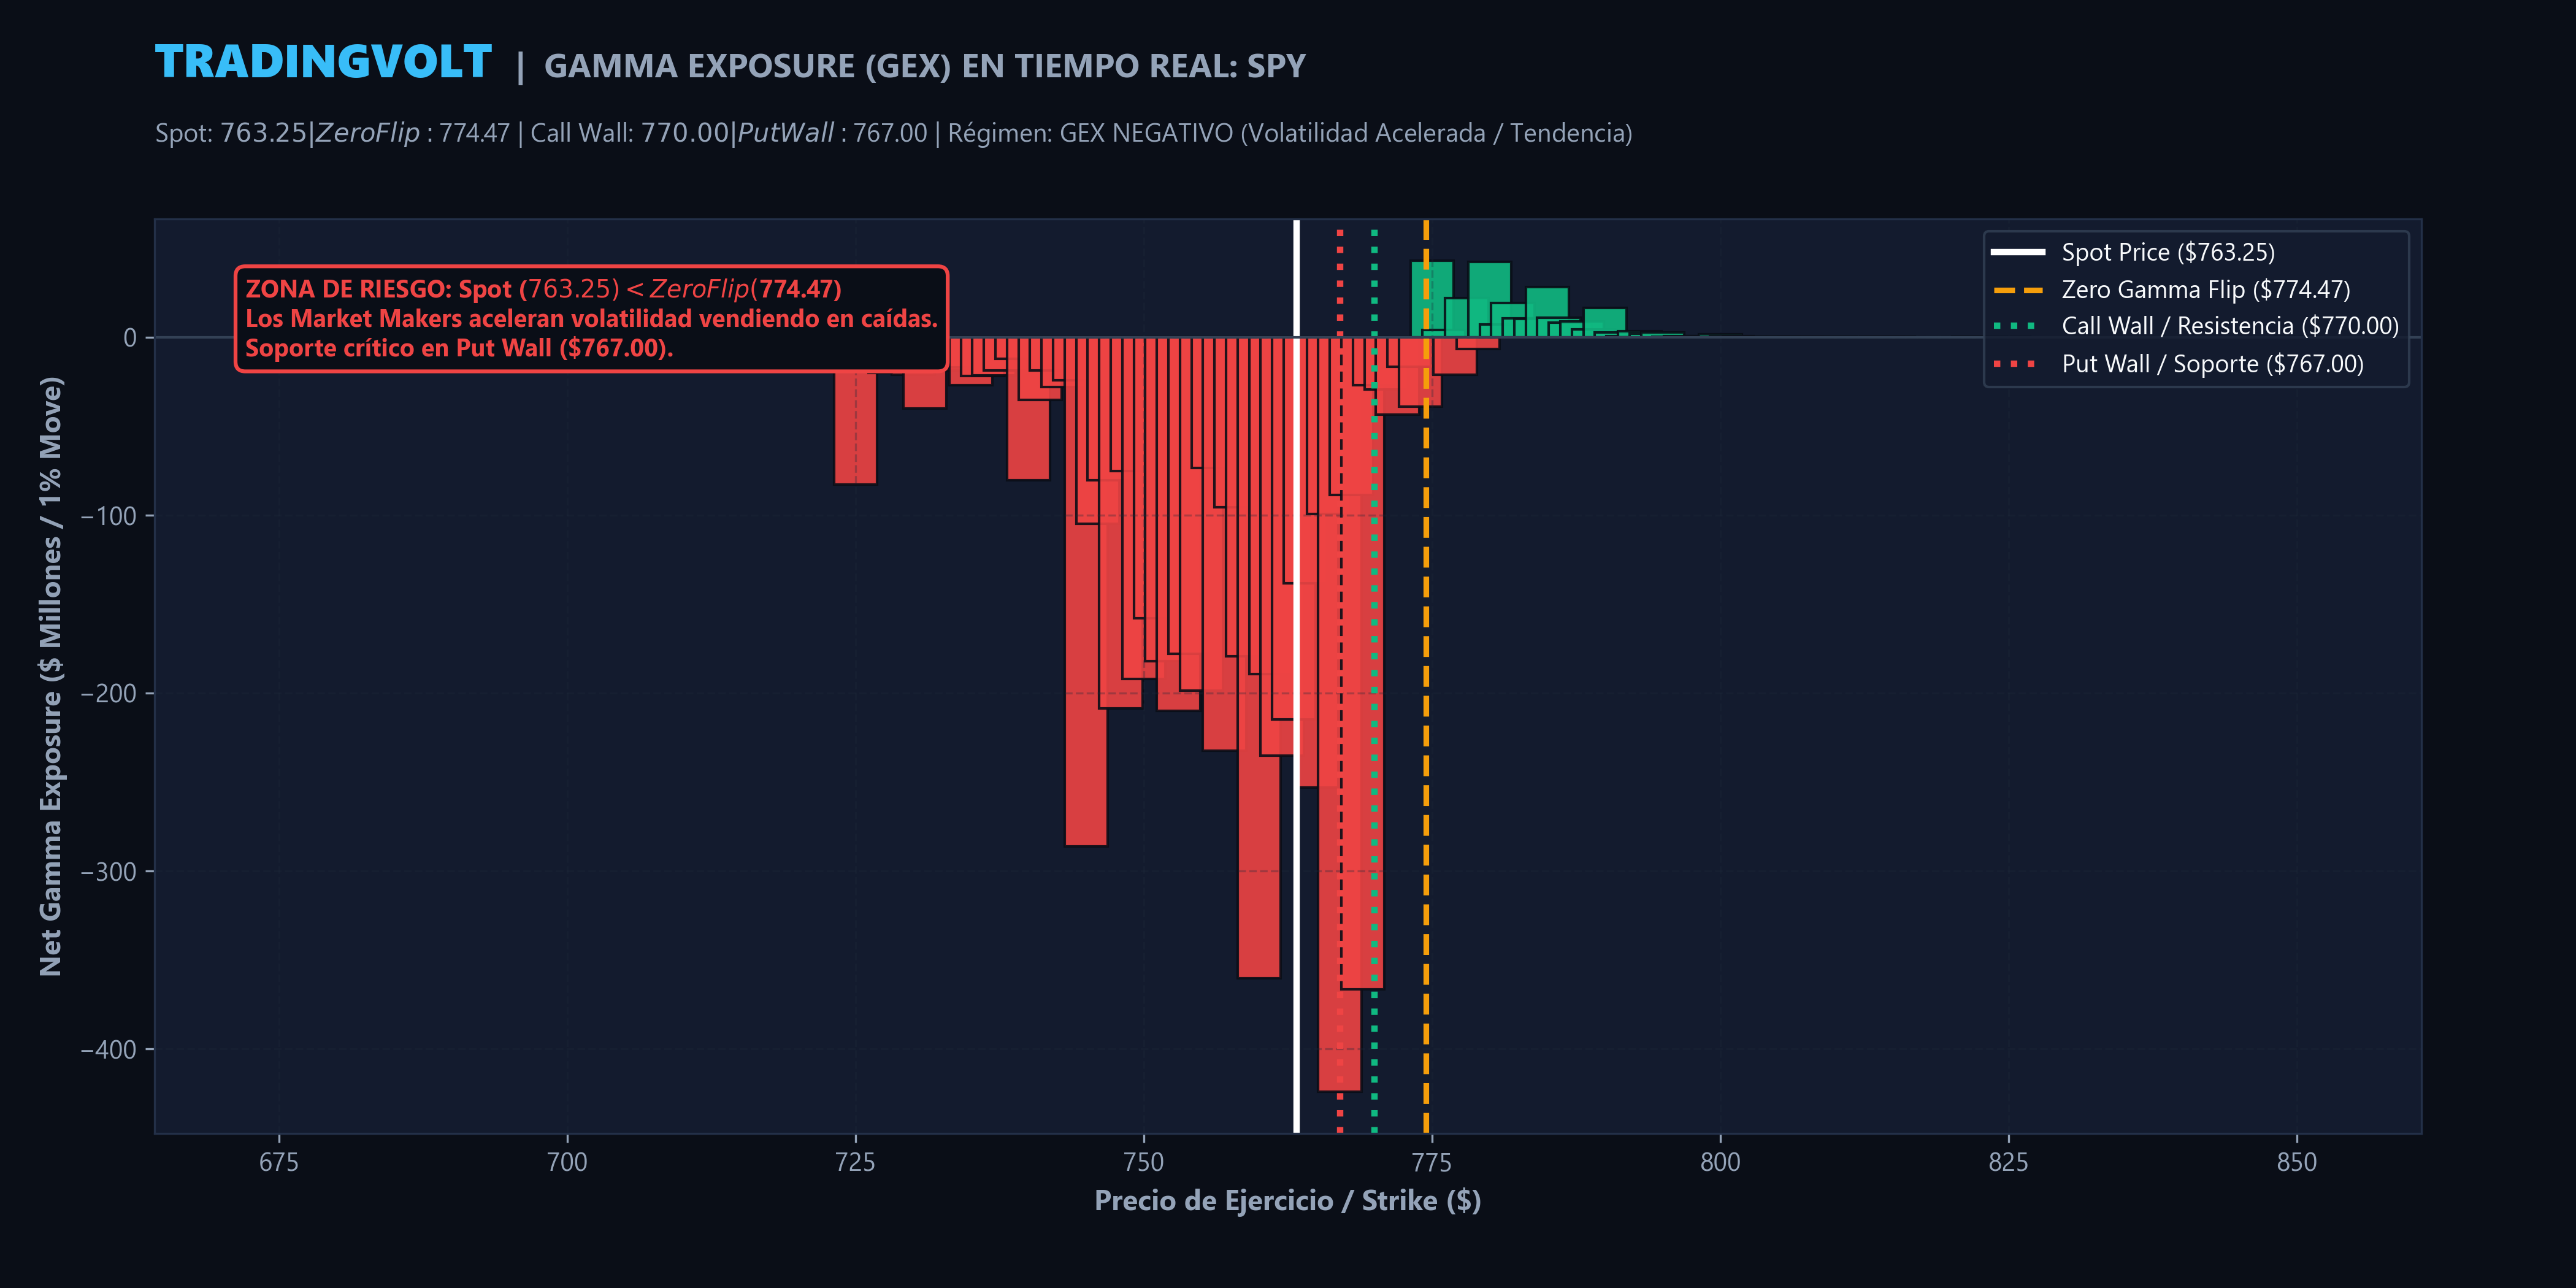 TRADINGVOLT | GAMMA EXPOSURE (GEX) EN TIEMPO REAL: SPY
Spot: 763.25|ZeroFlip : 774.47 | Call Wall: 770.00|PutWall : 767.00 | Régimen: GEX NEGATIVO (Volatilidad Acelerada / Tendencia)
ZONA DE RIESGO: Spot (763.25) < ZeroFlip(774.47)
Los Market Makers aceleran volatilidad vendiendo en caídas.
Soporte crítico en Put Wall ($767.00).
Spot Price ($763.25)
Zero Gamma Flip ($774.47)
Call Wall / Resistencia ($770.00)
Put Wall / Soporte ($767.00)
Net Gamma Exposure ($ Millones / 1% Move)
0
−100
−200
−300
−400
675 700 725 750 775 800 825 850
Precio de Ejercicio / Strike ($)